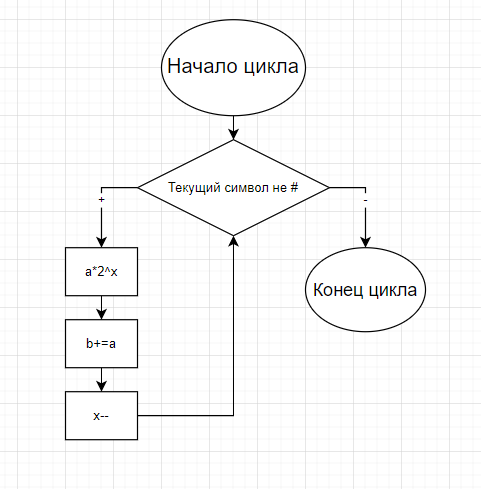 Начало цикла
Текущий символ не #
+
-
a*2^x
Конец цикла
b+=a
x--